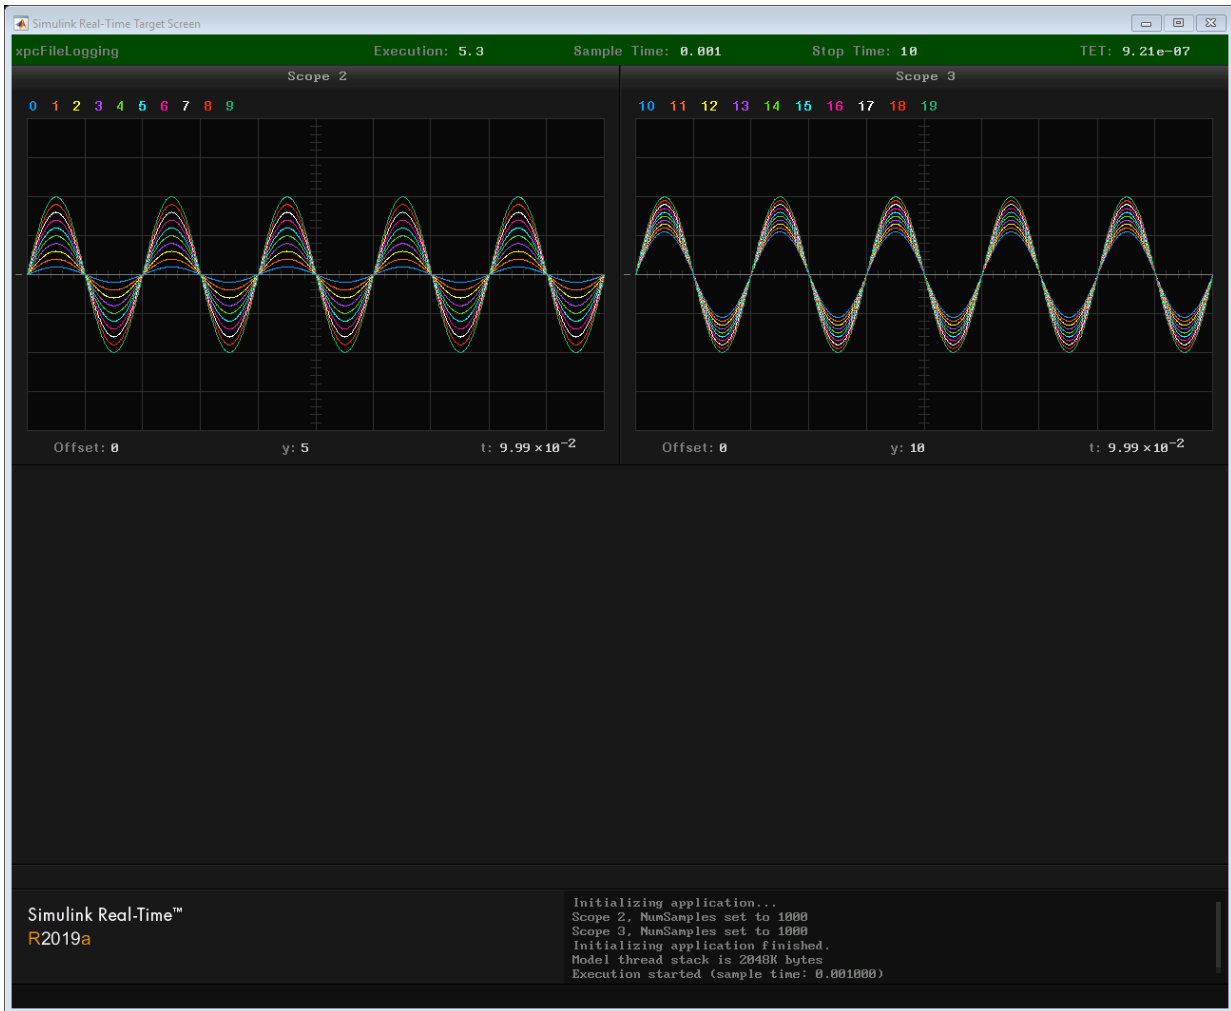 Simulink Real-Time Target Screen
xpcFileLogging Execution: 5.3 Sample Time: 0.001 Stop Time: 10 TET: 9.21e-07
Scope 2
0 1 2 3 4 5 6 7 8 9
Offset: 0 y: 5 t: 9.99×10⁻²
Scope 3
10 11 12 13 14 15 16 17 18 19
Offset: 0 y: 10 t: 9.99×10⁻²
Simulink Real-Time™
R2019a
Initializing application...
Scope 2, NumSamples set to 1000
Scope 3, NumSamples set to 1000
Initializing application finished.
Model thread stack is 2048K bytes
Execution started (sample time: 0.001000)